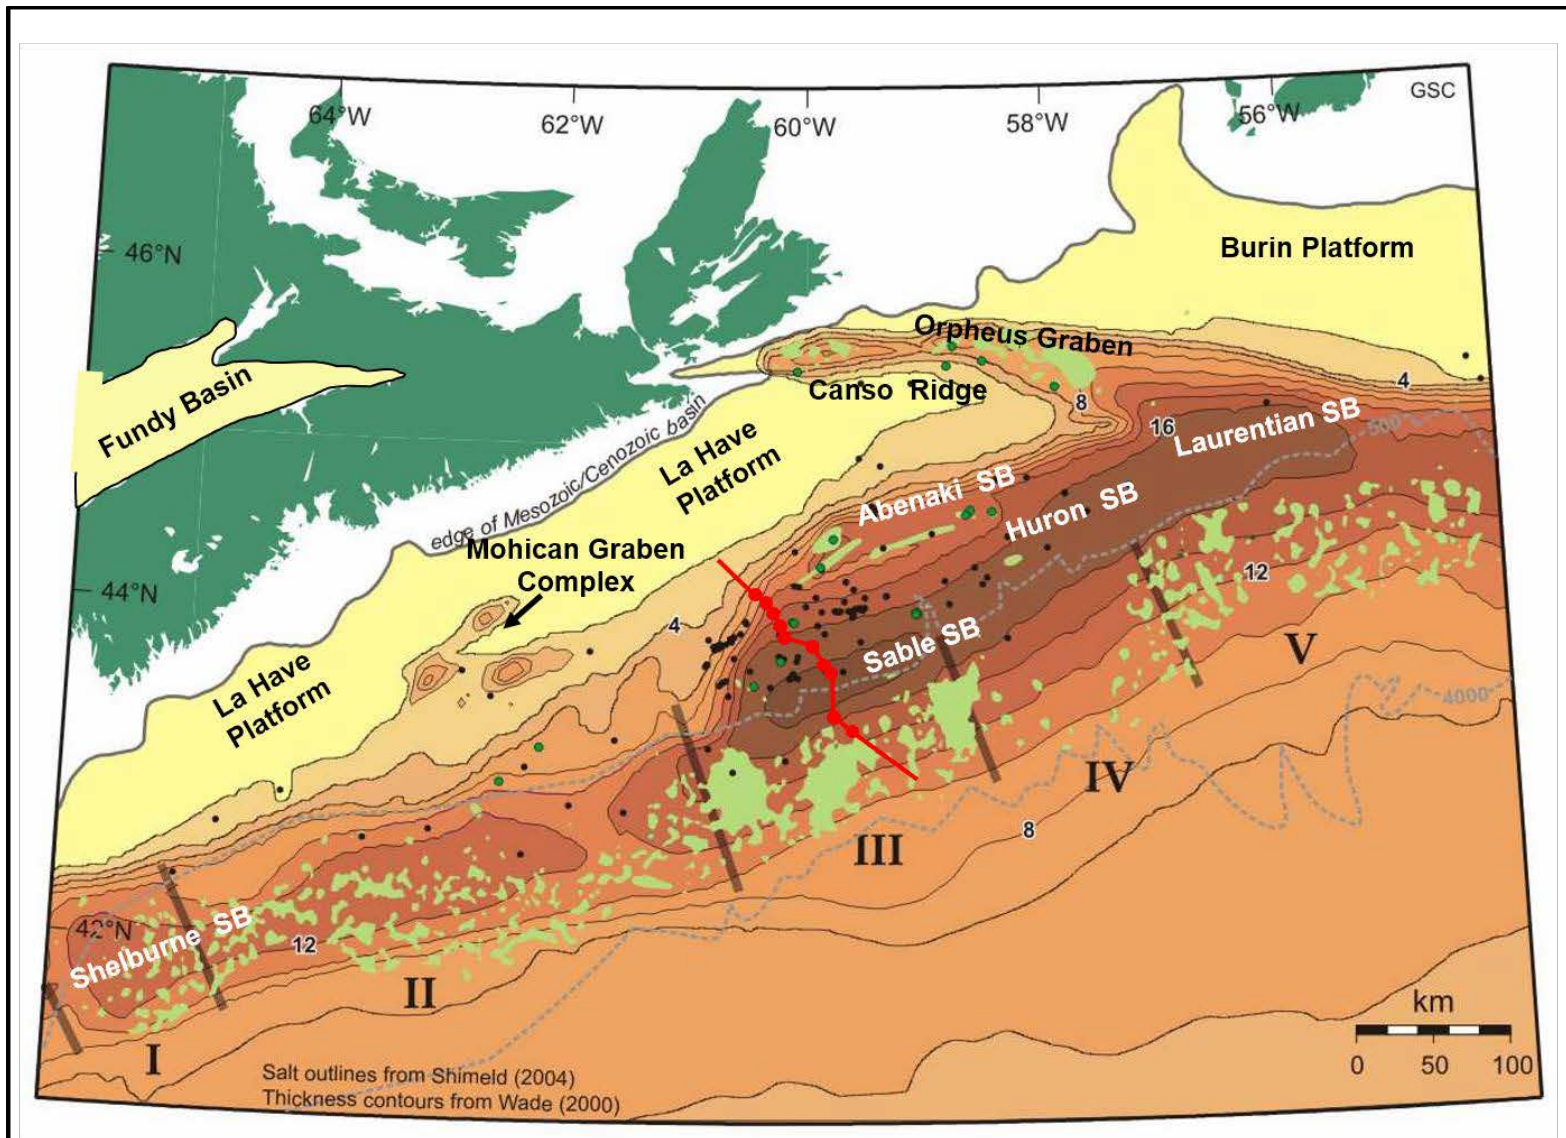 GSC
64°W
62°W
60°W
58°W
56°W
46°N
Burin Platform
Orpheus Graben
Fundy Basin
Canso Ridge
4
8
16
Laurentian SB
500
edge of Mesozoic/Cenozoic basin
La Have
Platform
Abenaki SB
Huron SB
Mohican Graben
Complex
44°N
12
4
Sable SB
V
La Have
Platform
4000
IV
8
III
42°N
Shelburne SB
12
II
I
km
0 50 100
Salt outlines from Shimeld (2004)
Thickness contours from Wade (2000)